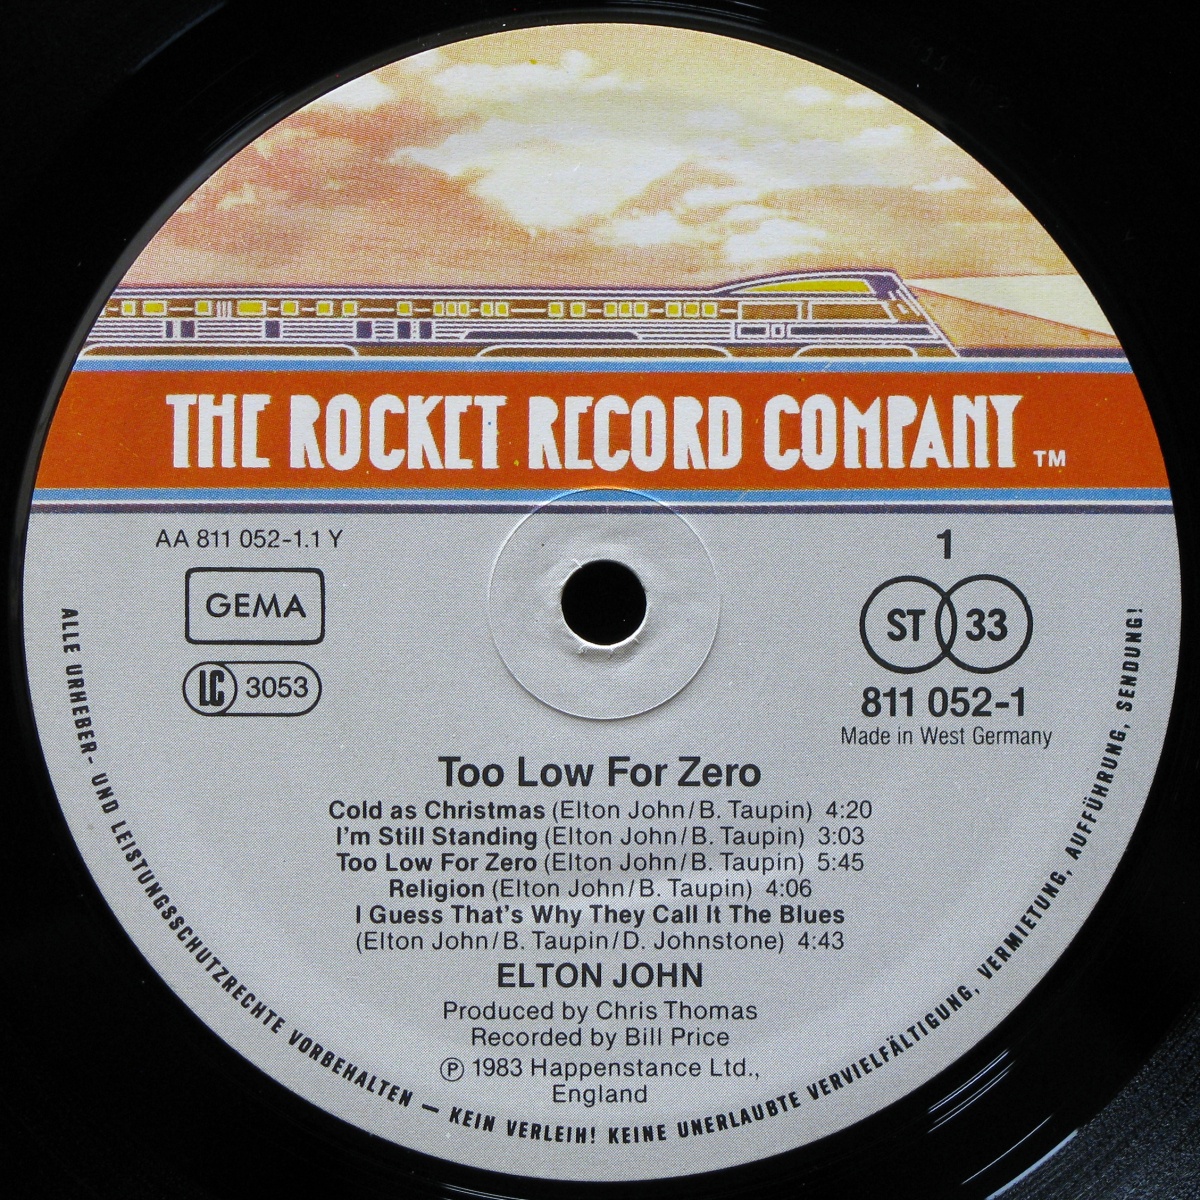 THE ROCKET RECORD COMPANY TM
AA 811 052-1.1 Y
GEMA
LC 3053
1
ST 33
811 052-1
Made in West Germany
Too Low For Zero
Cold as Christmas (Elton John/B. Taupin) 4:20
I'm Still Standing (Elton John/B. Taupin) 3:03
Too Low For Zero (Elton John/B. Taupin) 5:45
Religion (Elton John/B. Taupin) 4:06
I Guess That's Why They Call It The Blues
(Elton John/B. Taupin/D. Johnstone) 4:43
ELTON JOHN
Produced by Chris Thomas
Recorded by Bill Price
℗ 1983 Happenstance Ltd.,
England
ALLE URHEBER- UND LEISTUNGSSCHUTZRECHTE VORBEHALTEN – KEIN VERLEIH! KEINE UNERLAUBTE VERVIELFÄLTIGUNG, VERMIETUNG, AUFFÜHRUNG, SENDUNG!